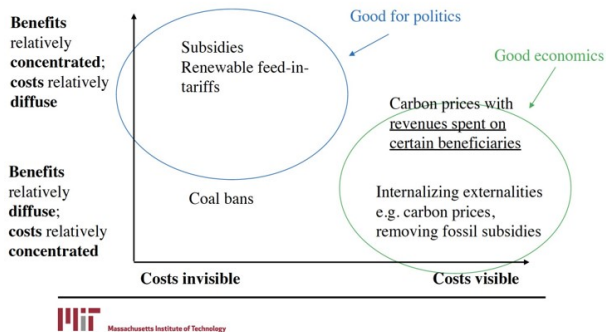 Benefits
relatively
concentrated;
costs relatively
diffuse
Good for politics
Subsidies
Renewable feed-in-
tariffs
Good economics
Carbon prices with
revenues spent on
certain beneficiaries
Benefits
relatively
diffuse;
costs relatively
concentrated
Coal bans
Internalizing externalities
e.g. carbon prices,
removing fossil subsidies
Costs invisible
Costs visible
MIT
Massachusetts Institute of Technology